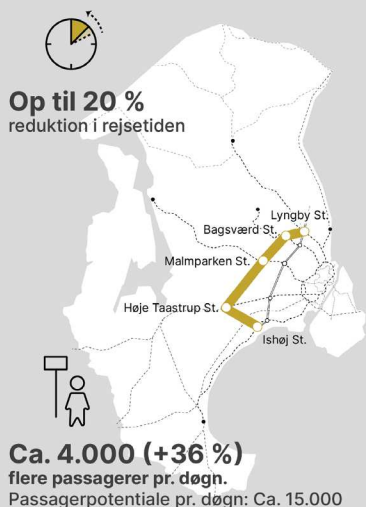 Op til 20 %
reduktion i rejsetiden
Lyngby St.
Bagsværd St.
Malmparken St.
Høje Taastrup St.
Ishøj St.
Ca. 4.000 (+36 %)
flere passagerer pr. døgn.
Passagerpotentiale pr. døgn: Ca. 15.000